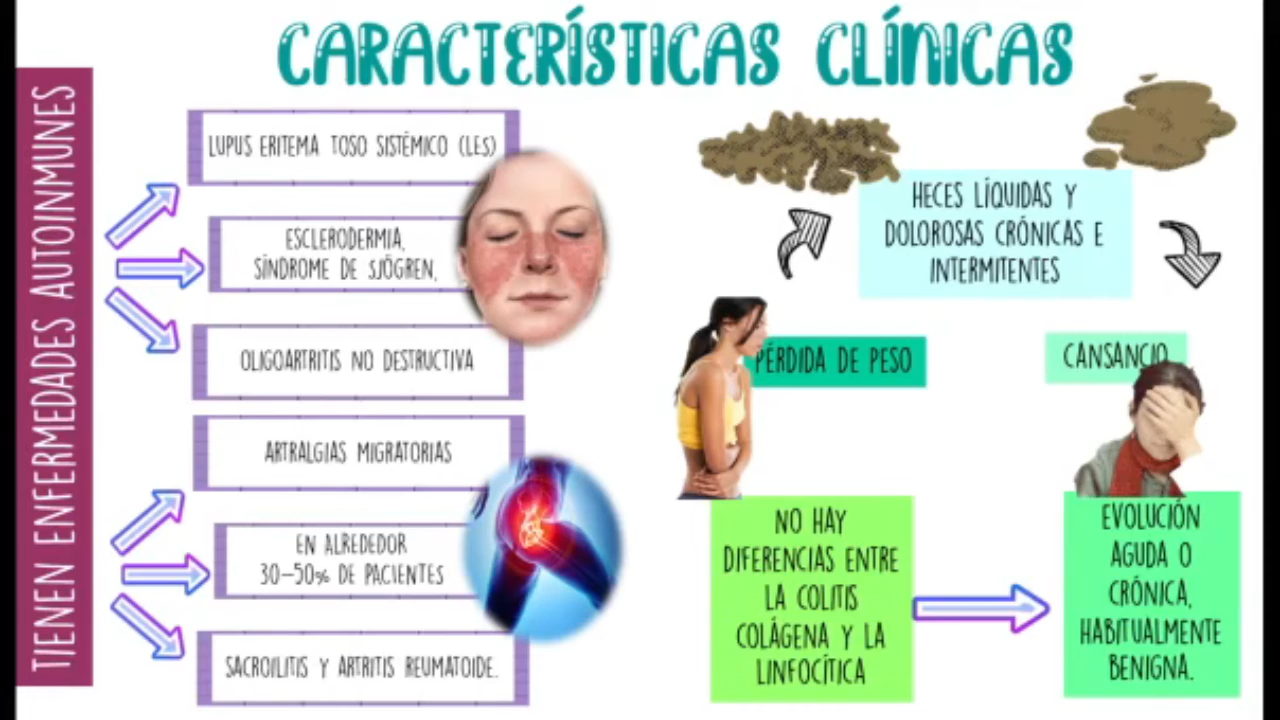 CARACTERÍSTICAS CLÍNICAS
TIENEN ENFERMEDADES AUTOINMUNES
LUPUS ERITEMA TOSO SISTÉMICO (LES)
ESCLERODERMIA,
SÍNDROME DE SJÖGREN,
OLIGOARTRITIS NO DESTRUCTIVA
ARTRALGIAS MIGRATORIAS
EN ALREDEDOR
30-50% DE PACIENTES
SACROILITIS Y ARTRITIS REUMATOIDE.
HECES LÍQUIDAS Y
DOLOROSAS CRÓNICAS E
INTERMITENTES
PÉRDIDA DE PESO
CANSANCIO
NO HAY
DIFERENCIAS ENTRE
LA COLITIS
COLÁGENA Y LA
LINFOCÍTICA
EVOLUCIÓN
AGUDA O
CRÓNICA,
HABITUALMENTE
BENIGNA.